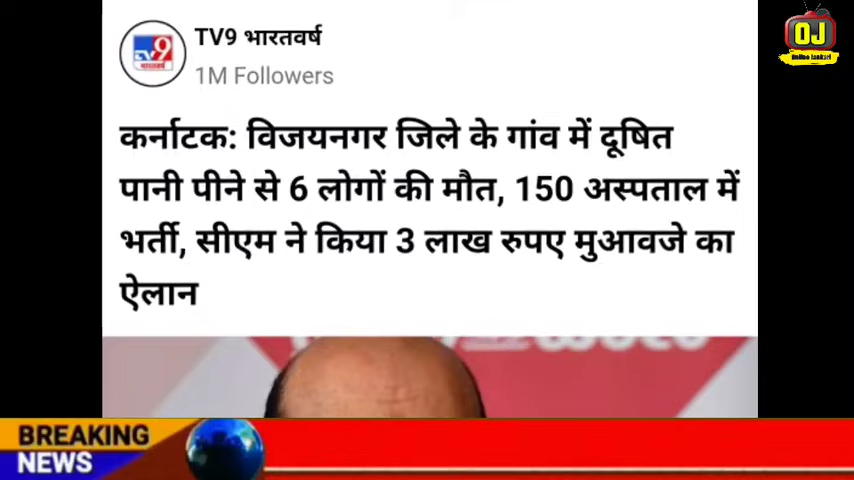 TV9 भारतवर्ष
1M Followers
OJ
कर्नाटक: विजयनगर जिले के गांव में दूषित
पानी पीने से 6 लोगों की मौत, 150 अस्पताल में
भर्ती, सीएम ने किया 3 लाख रुपए मुआवजे का
ऐलान
BREAKING
NEWS